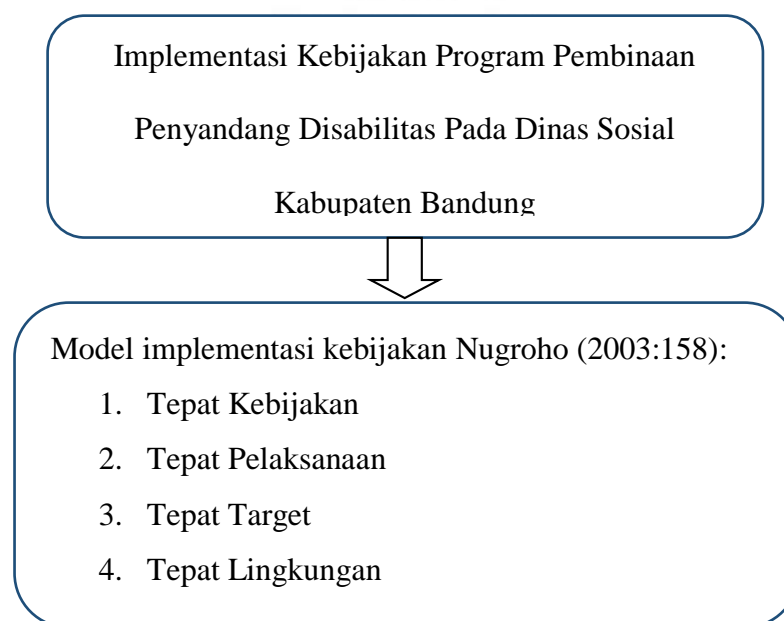 Implementasi Kebijakan Program Pembinaan
Penyandang Disabilitas Pada Dinas Sosial
Kabupaten Bandung
Model implementasi kebijakan Nugroho (2003:158):
1. Tepat Kebijakan
2. Tepat Pelaksanaan
3. Tepat Target
4. Tepat Lingkungan